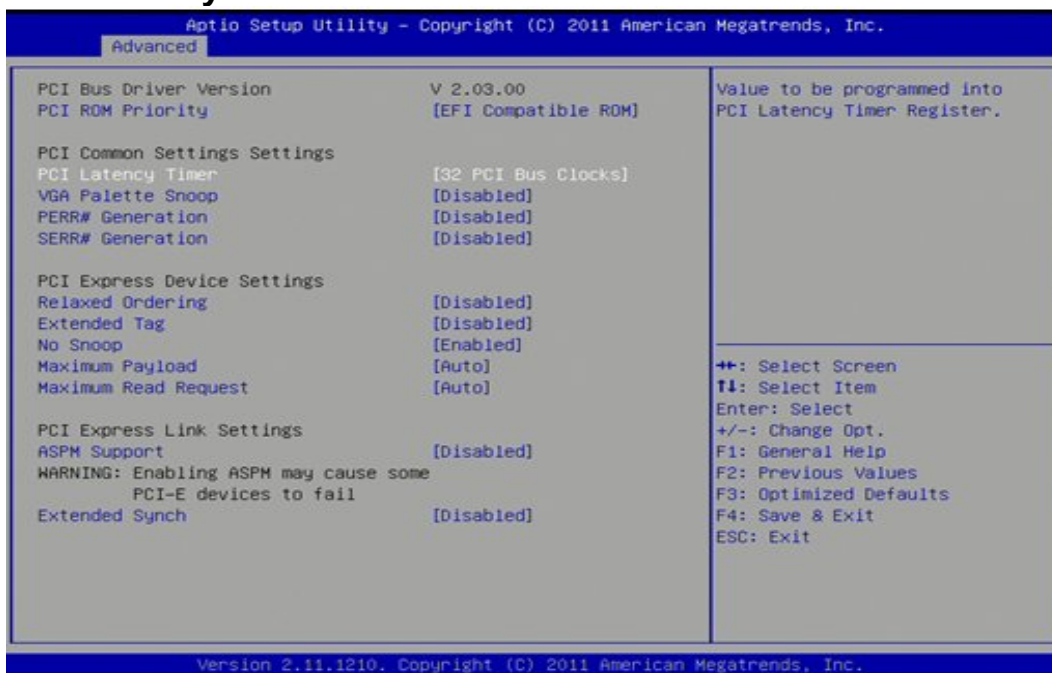 Aptio Setup Utility – Copyright (C) 2011 American Megatrends, Inc.
Advanced
PCI Bus Driver Version V 2.03.00
PCI ROM Priority [EFI Compatible ROM]
PCI Common Settings Settings
PCI Latency Timer [32 PCI Bus Clocks]
VGA Palette Snoop [Disabled]
PERR# Generation [Disabled]
SERR# Generation [Disabled]
PCI Express Device Settings
Relaxed Ordering [Disabled]
Extended Tag [Disabled]
No Snoop [Enabled]
Maximum Payload [Auto]
Maximum Read Request [Auto]
PCI Express Link Settings
ASPM Support [Disabled]
WARNING: Enabling ASPM may cause some
PCI-E devices to fail
Extended Synch [Disabled]
Value to be programmed into
PCI Latency Timer Register.
→←: Select Screen
↑↓: Select Item
Enter: Select
+/-: Change Opt.
F1: General Help
F2: Previous Values
F3: Optimized Defaults
F4: Save & Exit
ESC: Exit
Version 2.11.1210. Copyright (C) 2011 American Megatrends, Inc.